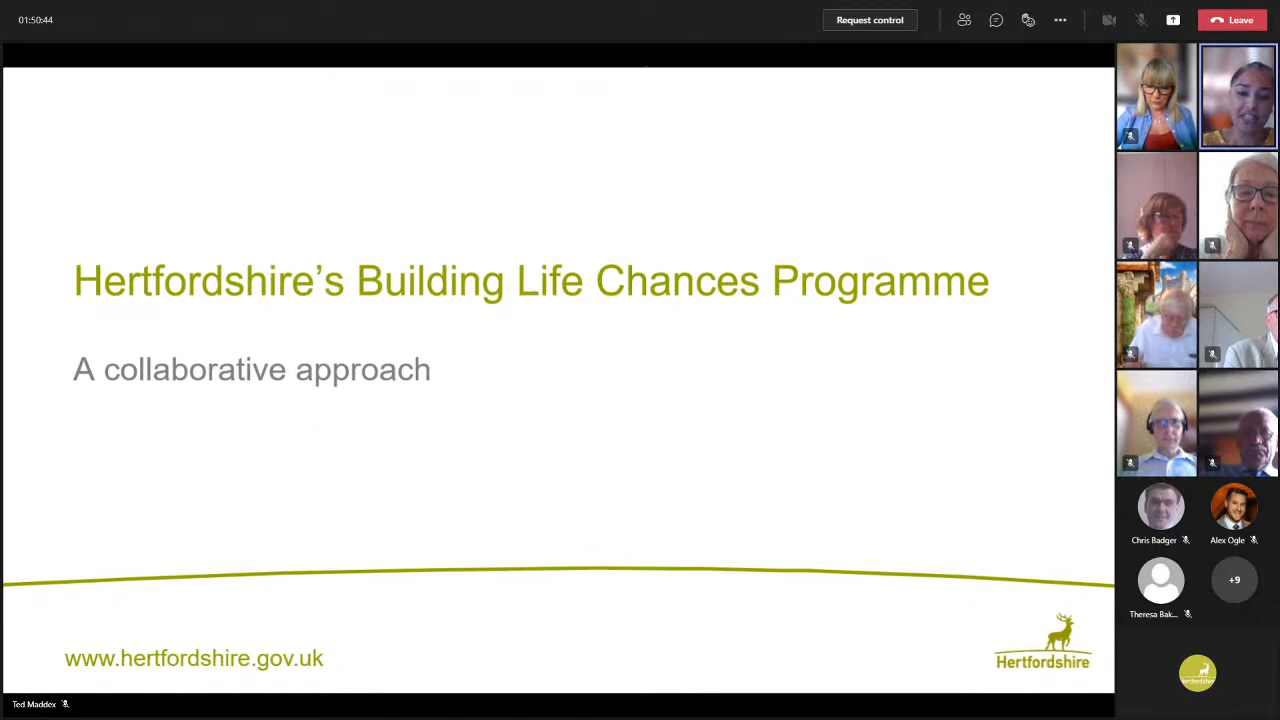 01:50:44
Request control
Leave
Hertfordshire's Building Life Chances Programme
A collaborative approach
Chris Badger
Alex Ogle
Theresa Bak...
+9
www.hertfordshire.gov.uk
Hertfordshire
Hertfordshire
Ted Maddex